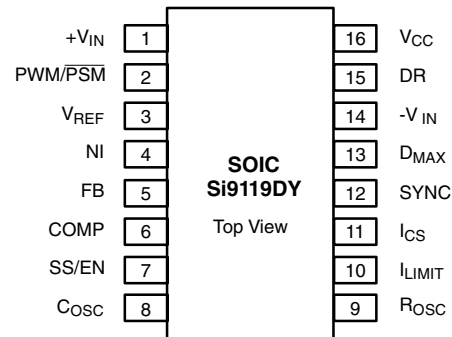 +VIN 1 16 VCC
PWM/PSM 2 15 DR
VREF 3 14 -V IN
NI 4 13 DMAX
SOIC
Si9119DY
FB 5 12 SYNC
Top View
COMP 6 11 ICS
SS/EN 7 10 ILIMIT
COSC 8 9 ROSC